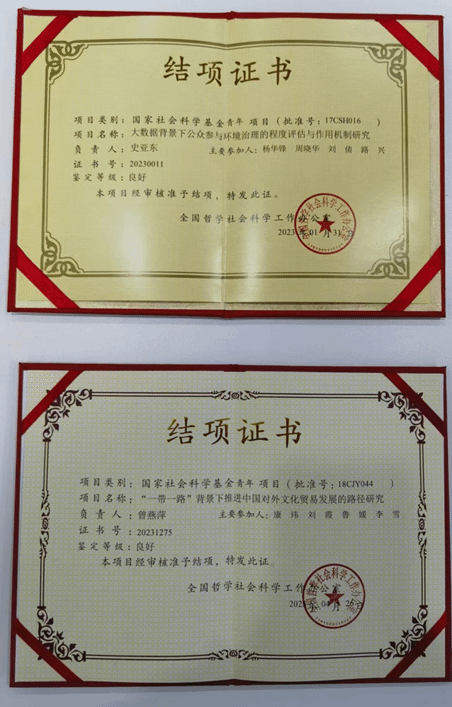 结项证书
项目类别：国家社会科学基金青年 项目（批准号：17CSH016 ）
项目名称：大数据背景下公众参与环境治理的程度评估与作用机制研究
负 责 人：史亚东 主要参加人：杨华锋 周晓华 刘 倩 路 兴
证 书 号：20230011
鉴定等级：良好
本项目经审核准予结项，特发此证。
全国哲学社会科学工作办公室
结项证书
项目类别：国家社会科学基金青年 项目（批准号：18CJY044 ）
项目名称：“一带一路”背景下推进中国对外文化贸易发展的路径研究
负 责 人：曾燕萍 主要参加人：康 玮 刘 霞 鲁 媛 李 雪
证 书 号：20231275
鉴定等级：良好
本项目经审核准予结项，特发此证。
全国哲学社会科学工作办公室